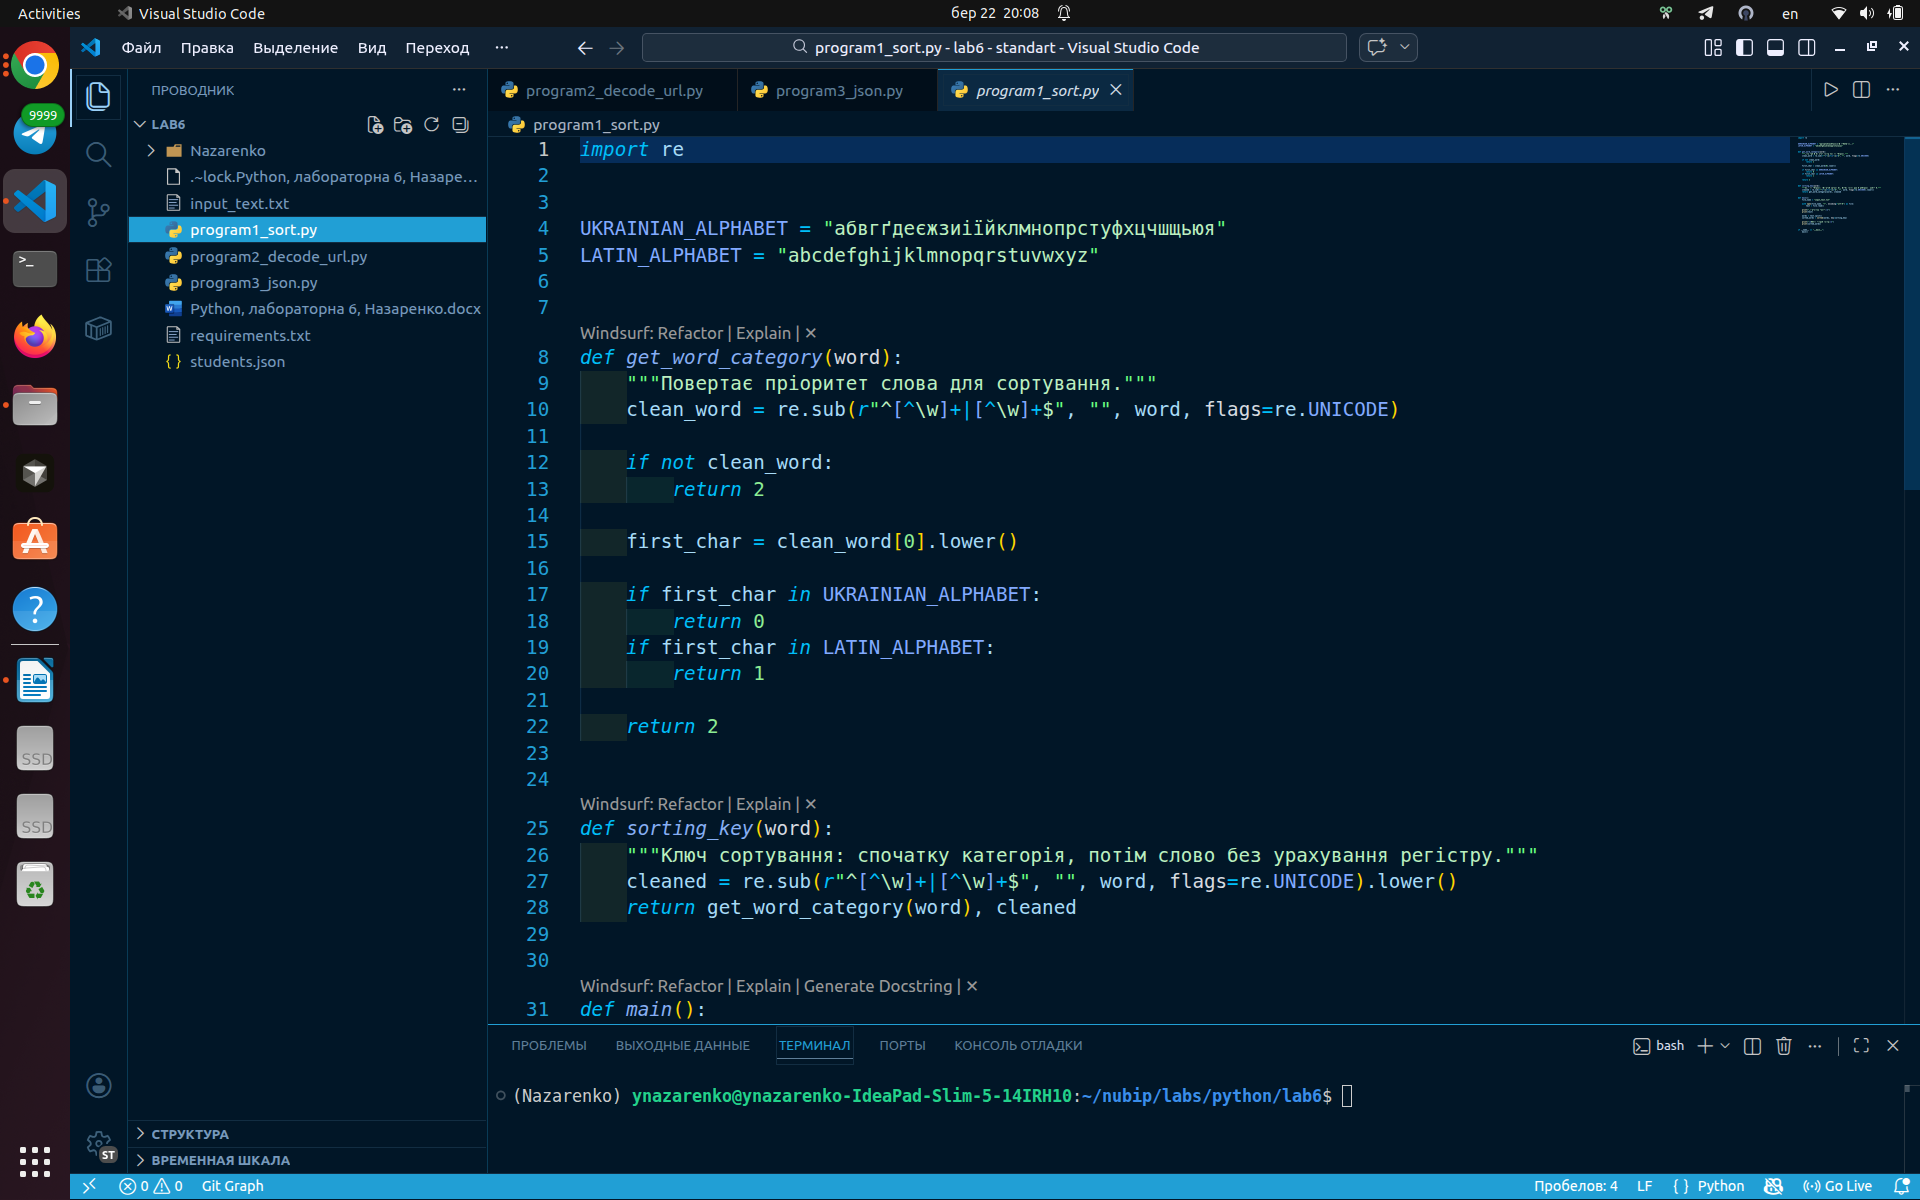 Activities
Visual Studio Code
бер 22 20:08
en
Файл Правка Выделение Вид Переход ···
program1_sort.py - lab6 - standart - Visual Studio Code
ПРОВОДНИК
LAB6
Nazarenko
.~lock.Python, лабораторна 6, Назаре...
input_text.txt
program1_sort.py
program2_decode_url.py
program3_json.py
Python, лабораторна 6, Назаренко.docx
requirements.txt
students.json
СТРУКТУРА
ВРЕМЕННАЯ ШКАЛА
9999
SSD
SSD
ST
program2_decode_url.py
program3_json.py
program1_sort.py
program1_sort.py
1 import re
2
3
4 UKRAINIAN_ALPHABET = "абвгґдеєжзиіїйклмнопрстуфхцчшщьюя"
5 LATIN_ALPHABET = "abcdefghijklmnopqrstuvwxyz"
6
7
Windsurf: Refactor | Explain | ✕
8 def get_word_category(word):
9 """Повертає пріоритет слова для сортування."""
10 clean_word = re.sub(r"^[^\w]+|[^\w]+$", "", word, flags=re.UNICODE)
11
12 if not clean_word:
13 return 2
14
15 first_char = clean_word[0].lower()
16
17 if first_char in UKRAINIAN_ALPHABET:
18 return 0
19 if first_char in LATIN_ALPHABET:
20 return 1
21
22 return 2
23
24
Windsurf: Refactor | Explain | ✕
25 def sorting_key(word):
26 """Ключ сортування: спочатку категорія, потім слово без урахування регістру."""
27 cleaned = re.sub(r"^[^\w]+|[^\w]+$", "", word, flags=re.UNICODE).lower()
28 return get_word_category(word), cleaned
29
30
Windsurf: Refactor | Explain | Generate Docstring | ✕
31 def main():
ПРОБЛЕМЫ ВЫХОДНЫЕ ДАННЫЕ ТЕРМИНАЛ ПОРТЫ КОНСОЛЬ ОТЛАДКИ
bash
(Nazarenko) ynazarenko@ynazarenko-IdeaPad-Slim-5-14IRH10:~/nubip/labs/python/lab6$
0 0 Git Graph
Пробелов: 4 LF { } Python Go Live